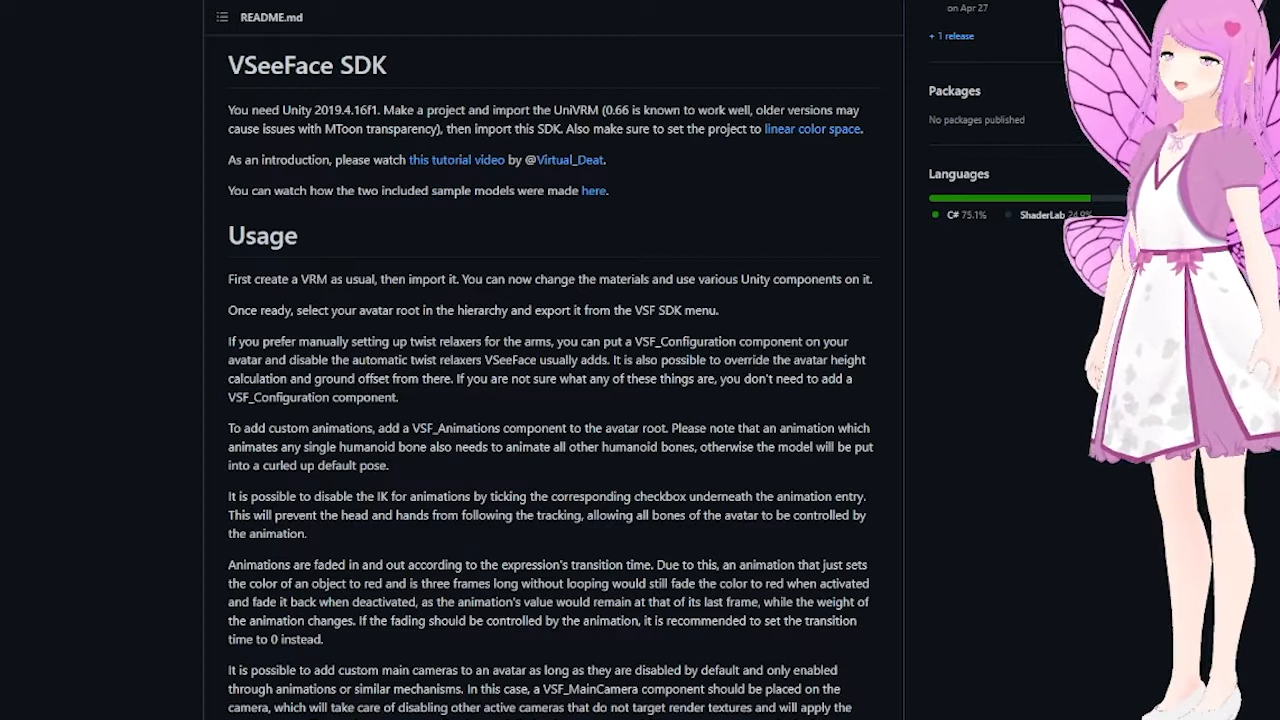 README.md
VSeeFace SDK
You need Unity 2019.4.16f1. Make a project and import the UniVRM (0.66 is known to work well, older versions may
cause issues with MToon transparency), then import this SDK. Also make sure to set the project to linear color space.
As an introduction, please watch this tutorial video by @Virtual_Deat.
You can watch how the two included sample models were made here.
Usage
First create a VRM as usual, then import it. You can now change the materials and use various Unity components on it.
Once ready, select your avatar root in the hierarchy and export it from the VSF SDK menu.
If you prefer manually setting up twist relaxers for the arms, you can put a VSF_Configuration component on your
avatar and disable the automatic twist relaxers VSeeFace usually adds. It is also possible to override the avatar height
calculation and ground offset from there. If you are not sure what any of these things are, you don't need to add a
VSF_Configuration component.
To add custom animations, add a VSF_Animations component to the avatar root. Please note that an animation which
animates any single humanoid bone also needs to animate all other humanoid bones, otherwise the model will be put
into a curled up default pose.
It is possible to disable the IK for animations by ticking the corresponding checkbox underneath the animation entry.
This will prevent the head and hands from following the tracking, allowing all bones of the avatar to be controlled by
the animation.
Animations are faded in and out according to the expression's transition time. Due to this, an animation that just sets
the color of an object to red and is three frames long without looping would still fade the color to red when activated
and fade it back when deactivated, as the animation's value would remain at that of its last frame, while the weight of
the animation changes. If the fading should be controlled by the animation, it is recommended to set the transition
time to 0 instead.
It is possible to add custom main cameras to an avatar as long as they are disabled by default and only enabled
through animations or similar mechanisms. In this case, a VSF_MainCamera component should be placed on the
camera, which will take care of disabling other active cameras that do not target render textures and will apply the
on Apr 27
+ 1 release
Packages
No packages published
Languages
C# 75.1%
ShaderLab 24.9%